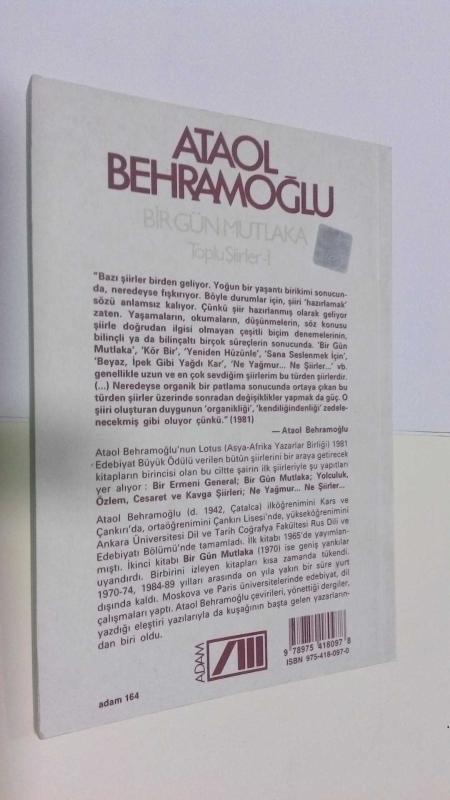 ATAOL
BEHRAMOĞLU
BİR GÜN MUTLAKA
Toplu Şiirler-1
"Bazı şiirler birden geliyor. Yoğun bir yaşantı birikimi sonucun-
da, neredeyse fışkırıyor. Böyle durumlar için, şiiri 'hazırlamak'
sözü anlamsız kalıyor. Çünkü şiir hazırlanmış olarak geliyor
zaten. Yaşamaların, okumaların, düşünmelerin, söz konusu
şiirle doğrudan ilgisi olmayan çeşitli biçim denemelerinin,
bilinçli ya da bilinçaltı birçok süreçlerin sonucunda. 'Bir Gün
Mutlaka', 'Kör Bir', 'Yeniden Hüzünle', 'Sana Seslenmek İçin',
'Beyaz, İpek Gibi Yağdı Kar', 'Ne Yağmur... Ne Şiirler...' vb.
genellikle uzun ve en çok sevdiğim şiirlerim bu türden şiirlerdir.
(...) Neredeyse organik bir patlama sonucunda ortaya çıkan bu
türden şiirler üzerinde sonradan değişiklikler yapmak da güç. O
şiiri oluşturan duygunun 'organikliği', 'kendiliğindenliği' zedele-
necekmiş gibi oluyor çünkü." (1981)
— Ataol Behramoğlu
Ataol Behramoğlu'nun Lotus (Asya-Afrika Yazarlar Birliği) 1981
Edebiyat Büyük Ödülü verilen bütün şiirlerini bir araya getirecek
kitapların birincisi olan bu ciltte şairin ilk şiirleriyle şu yapıtları
yer alıyor : Bir Ermeni General; Bir Gün Mutlaka; Yolculuk,
Özlem, Cesaret ve Kavga Şiirleri; Ne Yağmur... Ne Şiirler...
Ataol Behramoğlu (d. 1942, Çatalca) ilköğrenimini Kars ve
Çankırı'da, ortaöğrenimini Çankırı Lisesi'nde, yükseköğrenimini
Ankara Üniversitesi Dil ve Tarih Coğrafya Fakültesi Rus Dili ve
Edebiyatı Bölümü'nde tamamladı. İlk kitabı 1965'de yayımlan-
mıştı. İkinci kitabı Bir Gün Mutlaka (1970) ise geniş yankılar
uyandırdı. Birbirini izleyen kitapları kısa zamanda tükendi.
1970-74, 1984-89 yılları arasında on yıla yakın bir süre yurt
dışında kaldı. Moskova ve Paris üniversitelerinde edebiyat, dil
çalışmaları yaptı. Ataol Behramoğlu çevirileri, yönettiği dergiler,
yazdığı eleştiri yazılarıyla da kuşağının başta gelen yazarların-
dan biri oldu.
ADAM
9 789754 180978
ISBN 975-418-097-0
adam 164